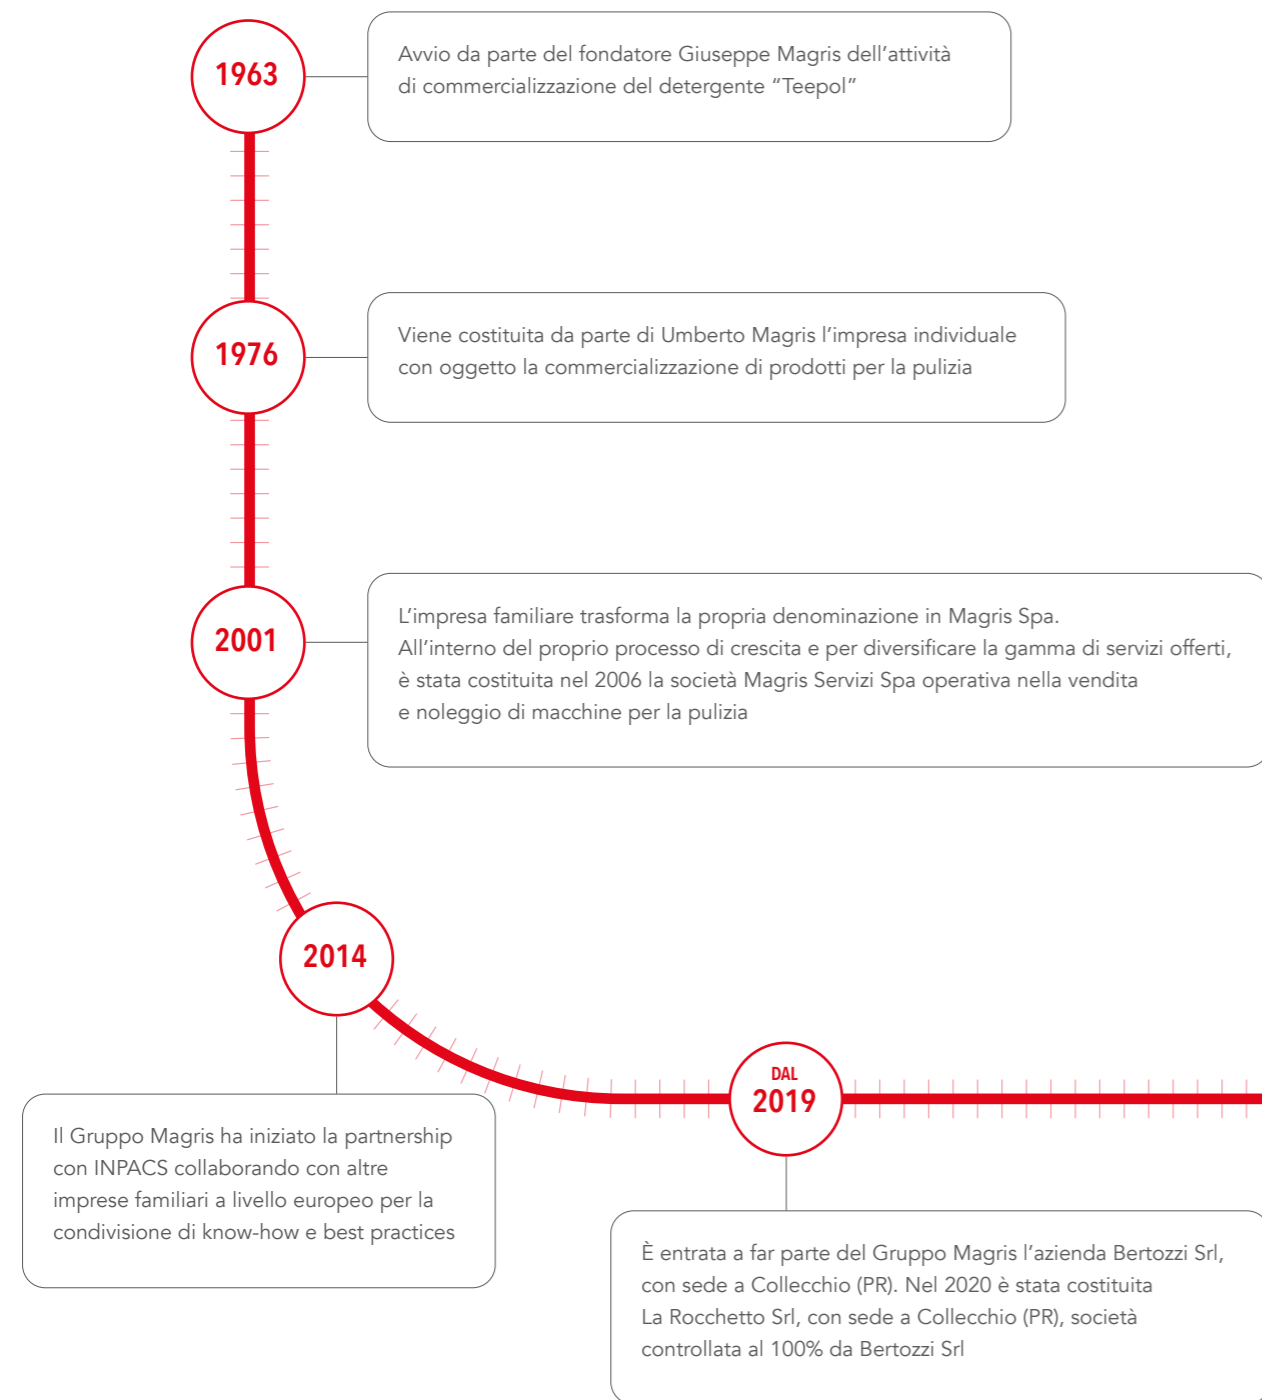 1963
Avvio da parte del fondatore Giuseppe Magris dell’attività
di commercializzazione del detergente “Teepol”
1976
Viene costituita da parte di Umberto Magris l’impresa individuale
con oggetto la commercializzazione di prodotti per la pulizia
2001
L’impresa familiare trasforma la propria denominazione in Magris Spa.
All’interno del proprio processo di crescita e per diversificare la gamma di servizi offerti,
è stata costituita nel 2006 la società Magris Servizi Spa operativa nella vendita
e noleggio di macchine per la pulizia
2014
Il Gruppo Magris ha iniziato la partnership
con INPACS collaborando con altre
imprese familiari a livello europeo per la
condivisione di know-how e best practices
DAL
2019
È entrata a far parte del Gruppo Magris l’azienda Bertozzi Srl,
con sede a Collecchio (PR). Nel 2020 è stata costituita
La Rocchetto Srl, con sede a Collecchio (PR), società
controllata al 100% da Bertozzi Srl